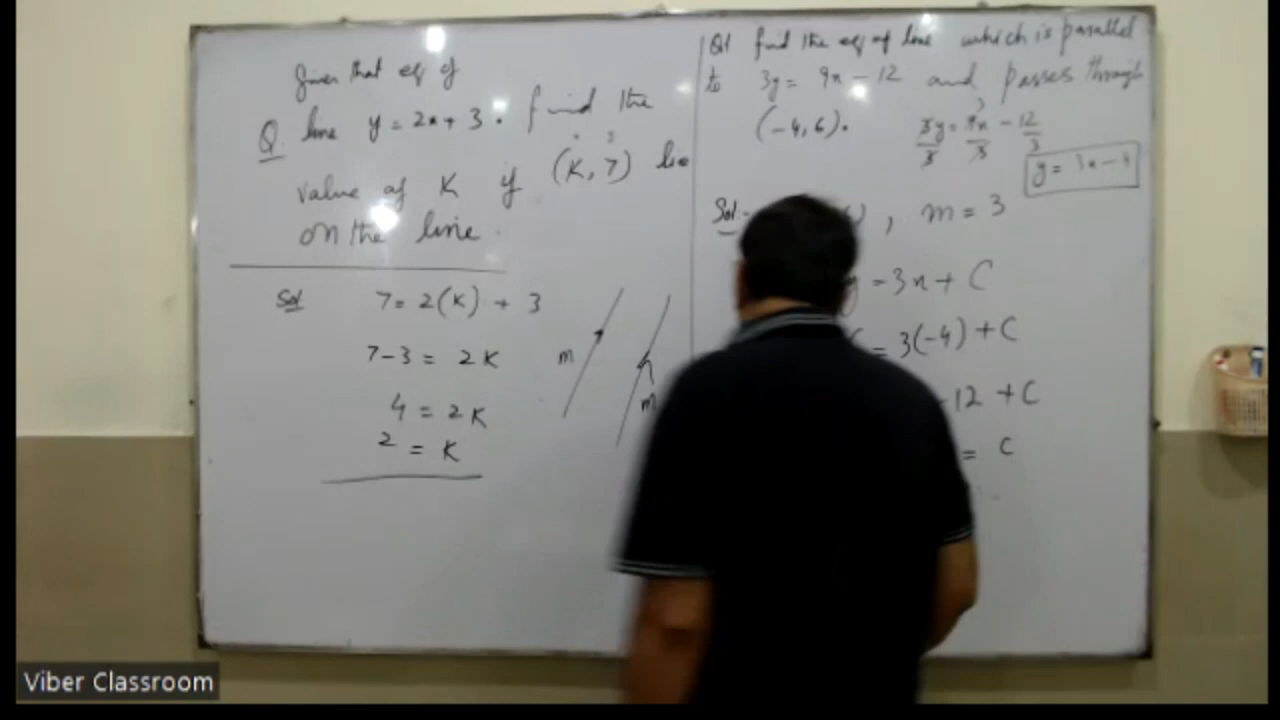 Given that eq of
Q. line y = 2x + 3 . find the
value of K if (K, 7) lie
on the line .
Sol 7 = 2(K) + 3
7 - 3 = 2K
4 = 2K
2 = K
m
m
Q1 find the eq of line which is parallel
to 3y = 9x - 12 and passes through
(-4, 6).
3y/3 = 9x/3 - 12/3
3
y = 3x - 4
Sol:- , m = 3
y = 3x + C
= 3(-4) + C
-12 + C
= C
Viber Classroom